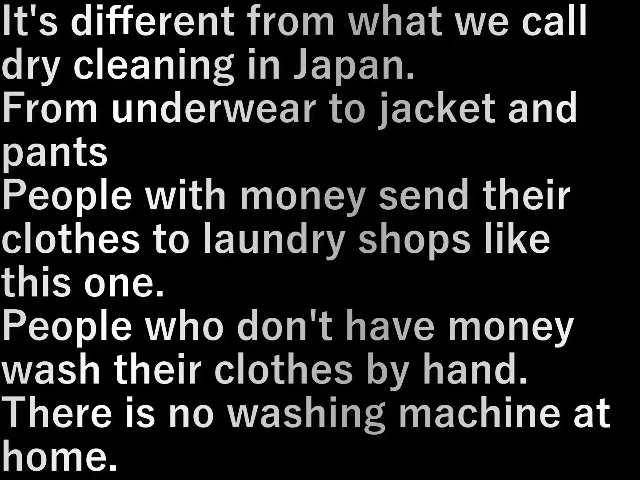 It's different from what we call
dry cleaning in Japan.
From underwear to jacket and
pants
People with money send their
clothes to laundry shops like
this one.
People who don't have money
wash their clothes by hand.
There is no washing machine at
home.